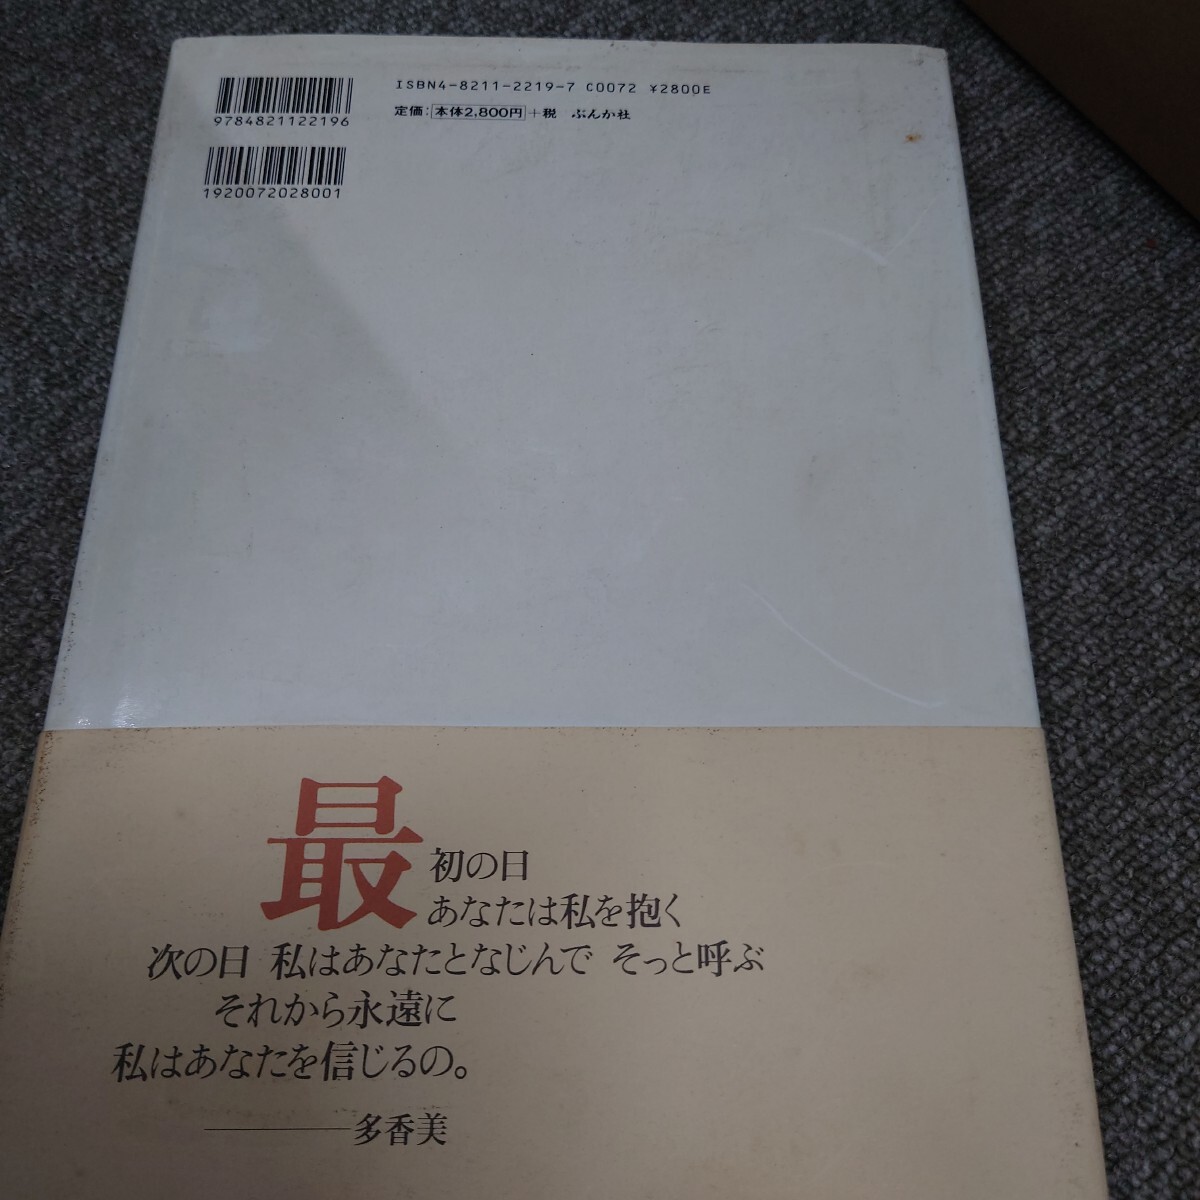 ISBN4-8211-2219-7 C0072 ¥2800E
定価：本体2,800円＋税 ぶんか社
9784821122196
1920072028001
最初の日
あなたは私を抱く
次の日 私はあなたとなじんで そっと呼ぶ
それから永遠に
私はあなたを信じるの。
――――多香美